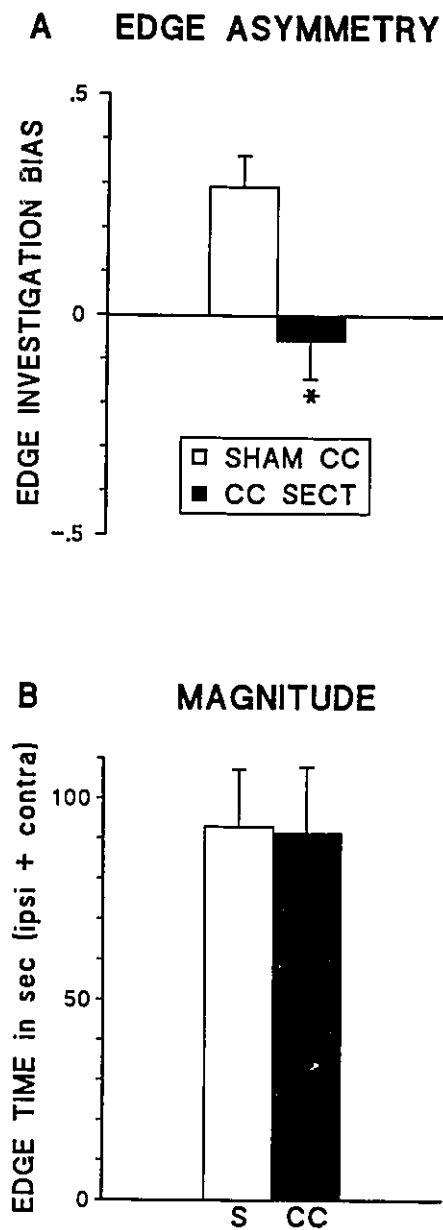 A EDGE ASYMMETRY
EDGE INVESTIGATION BIAS
.5
0
-.5
*
SHAM CC
CC SECT
B MAGNITUDE
EDGE TIME in sec (ipsi + contra)
100
50
0
S CC